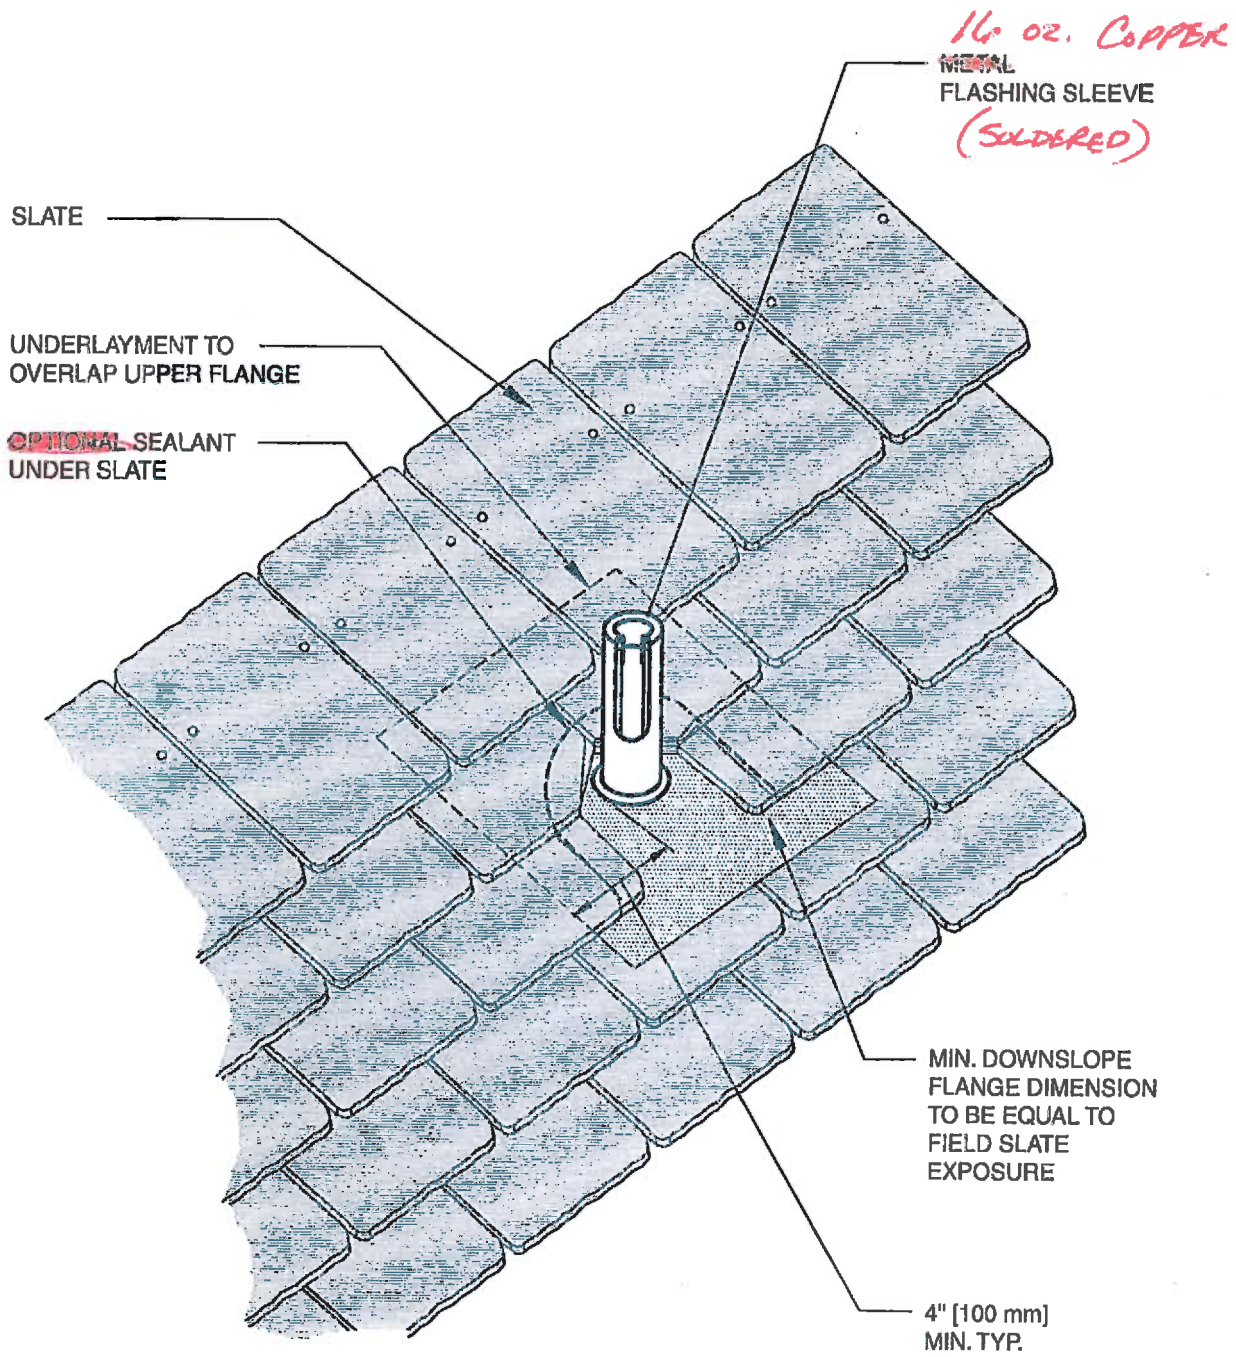 16 oz. COPPER
METAL
FLASHING SLEEVE
(SOLDERED)
SLATE
UNDERLAYMENT TO
OVERLAP UPPER FLANGE
OPTIONAL SEALANT
UNDER SLATE
MIN. DOWNSLOPE
FLANGE DIMENSION
TO BE EQUAL TO
FIELD SLATE
EXPOSURE
4" [100 mm]
MIN. TYP.